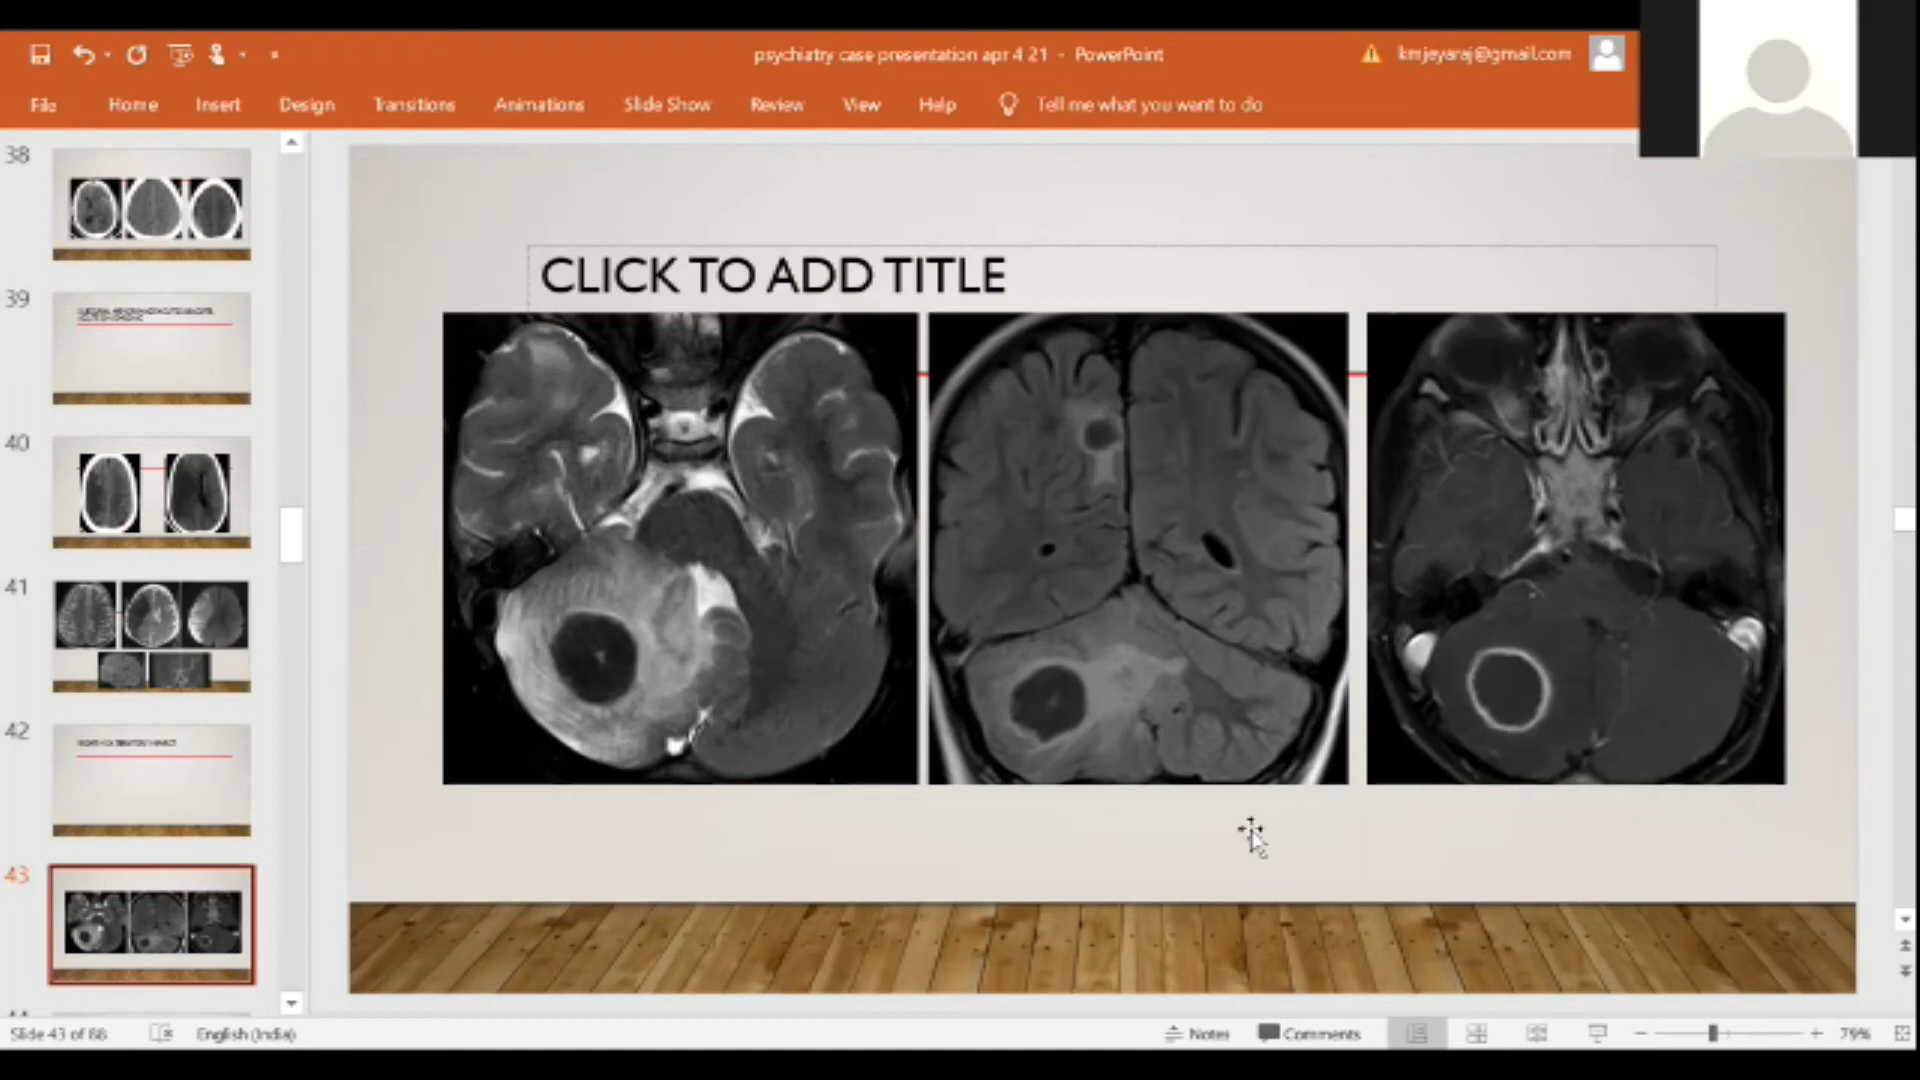 psychiatry case presentation apr 4 21 - PowerPoint
kmjayaraj@gmail.com
File Home Insert Design Transitions Animations Slide Show Review View Help Tell me what you want to do
38
39
40
41
42
43
CLICK TO ADD TITLE
Slide 43 of 88 English (India) Notes Comments 79%